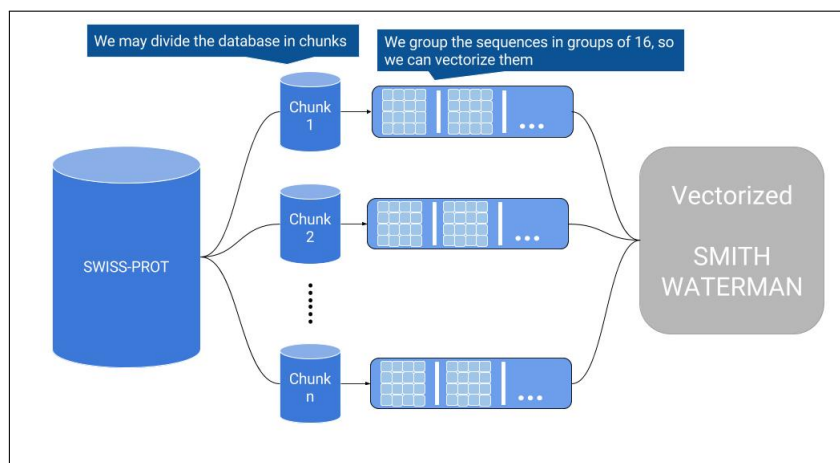 We may divide the database in chunks
We group the sequences in groups of 16, so
we can vectorize them
Chunk
1
Vectorized
SMITH
WATERMAN
SWISS-PROT
Chunk
2
Chunk
n